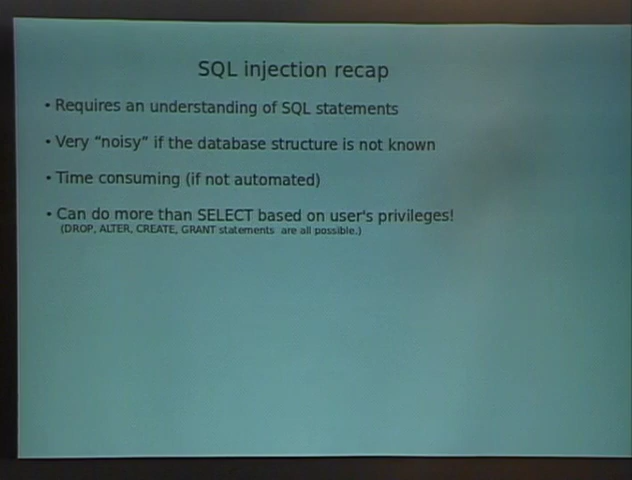 SQL injection recap
• Requires an understanding of SQL statements
• Very “noisy” if the database structure is not known
• Time consuming (if not automated)
• Can do more than SELECT based on user's privileges!
(DROP, ALTER, CREATE, GRANT statements are all possible.)